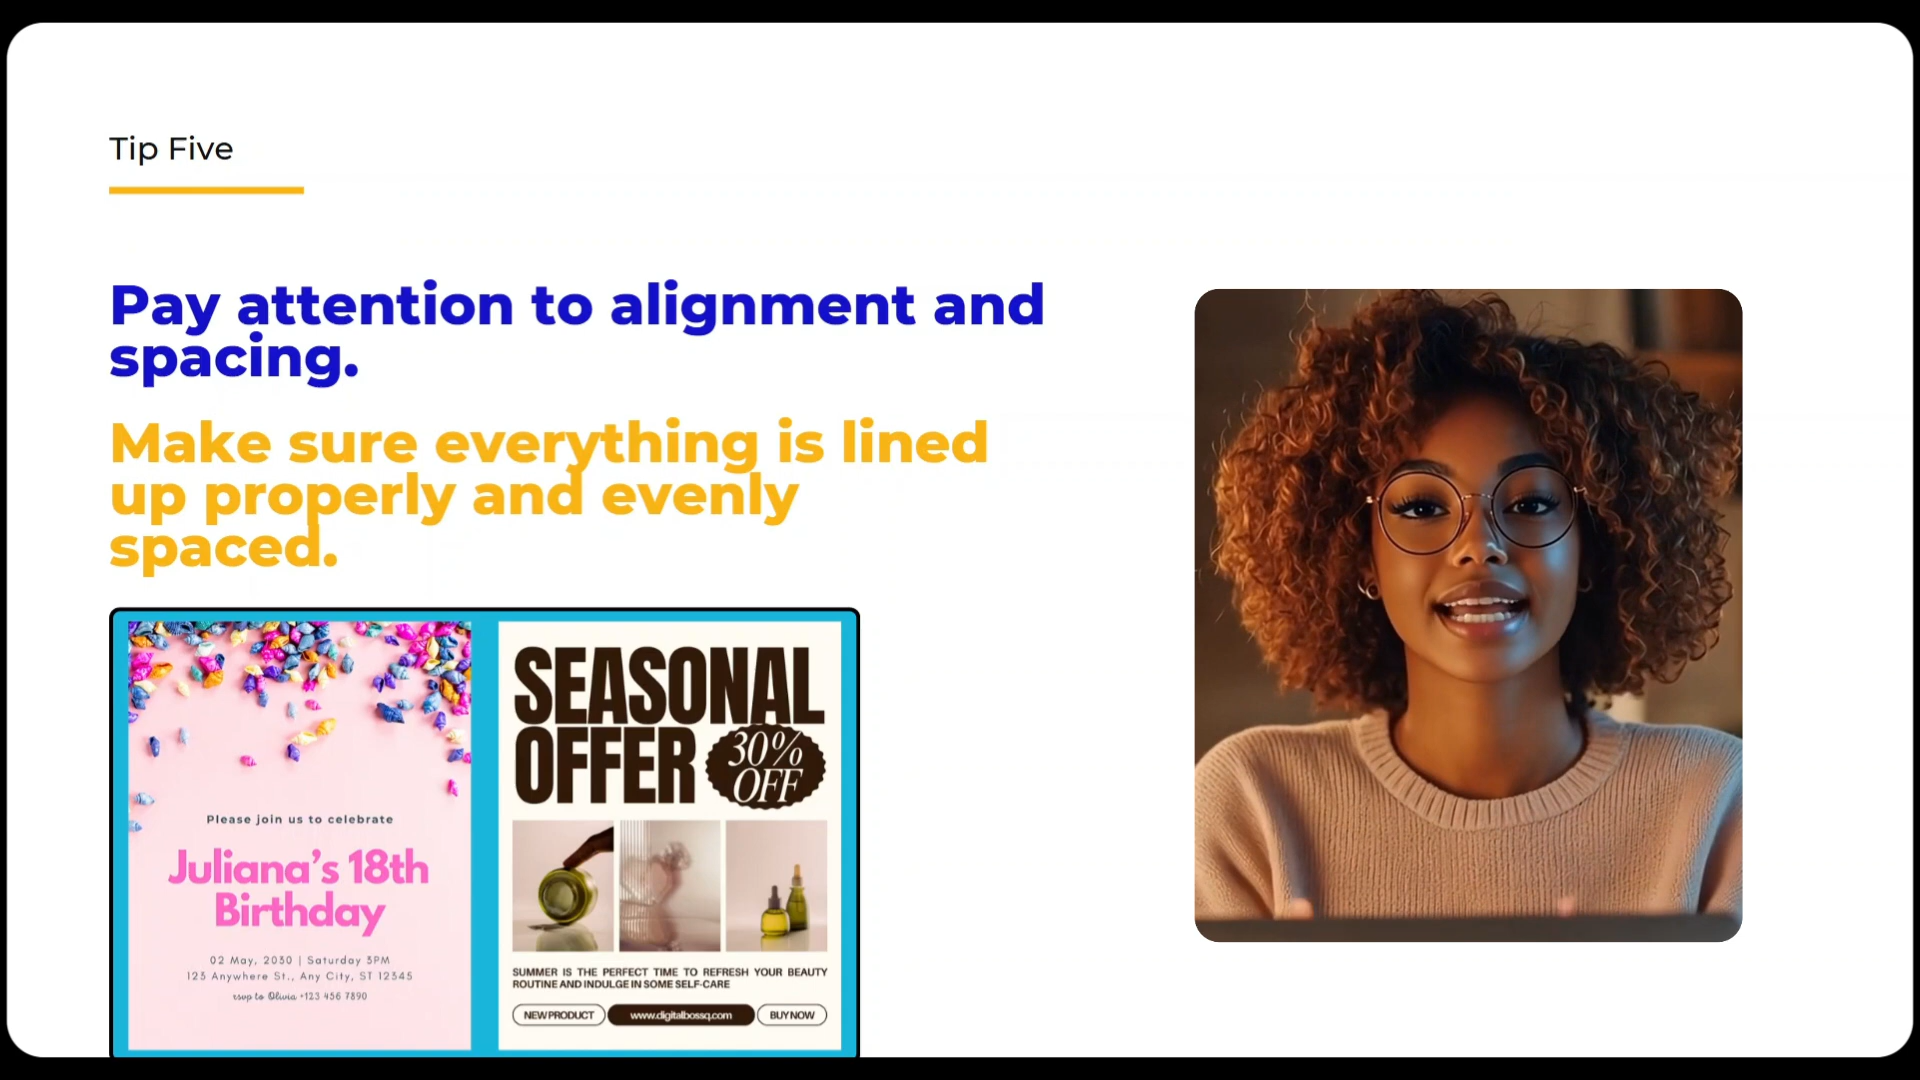 Tip Five
Pay attention to alignment and
spacing.
Make sure everything is lined
up properly and evenly
spaced.
Please join us to celebrate
Juliana’s 18th
Birthday
02 May, 2030 | Saturday 3PM
123 Anywhere St., Any City, ST 12345
rsvp to Olivia +123 456 7890
SEASONAL
OFFER
30%
OFF
SUMMER IS THE PERFECT TIME TO REFRESH YOUR BEAUTY
ROUTINE AND INDULGE IN SOME SELF-CARE
NEW PRODUCT
www.digitalbossq.com
BUY NOW